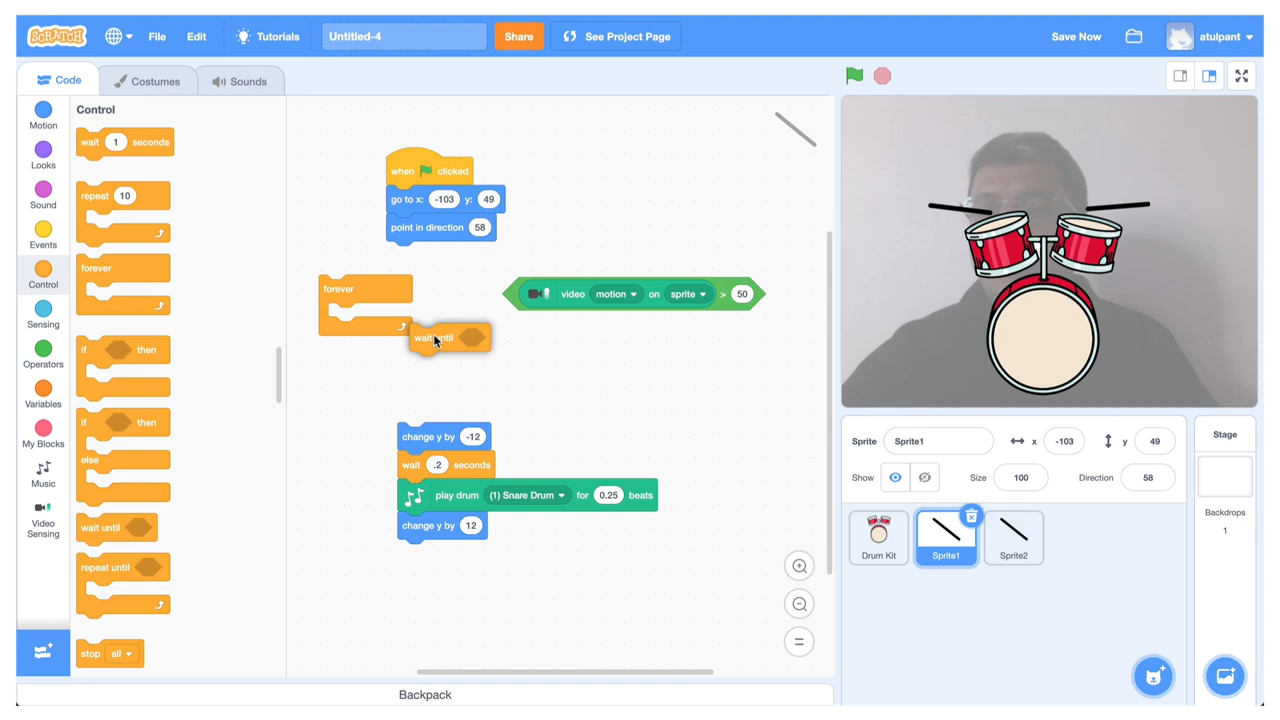 SCRATCH File Edit Tutorials Untitled-4 Share See Project Page Save Now atulpant
Code Costumes Sounds
Motion
Looks
Sound
Events
Control
Sensing
Operators
Variables
My Blocks
Music
Video
Sensing
Control
wait 1 seconds
repeat 10
forever
if then
if then
else
wait until
repeat until
stop all
when clicked
go to x: -103 y: 49
point in direction 58
forever
wait until
video motion on sprite > 50
change y by -12
wait .2 seconds
play drum (1) Snare Drum for 0.25 beats
change y by 12
Backpack
Sprite Sprite1 x -103 y 49
Show Size 100 Direction 58
Drum Kit
Sprite1
Sprite2
Stage
Backdrops
1